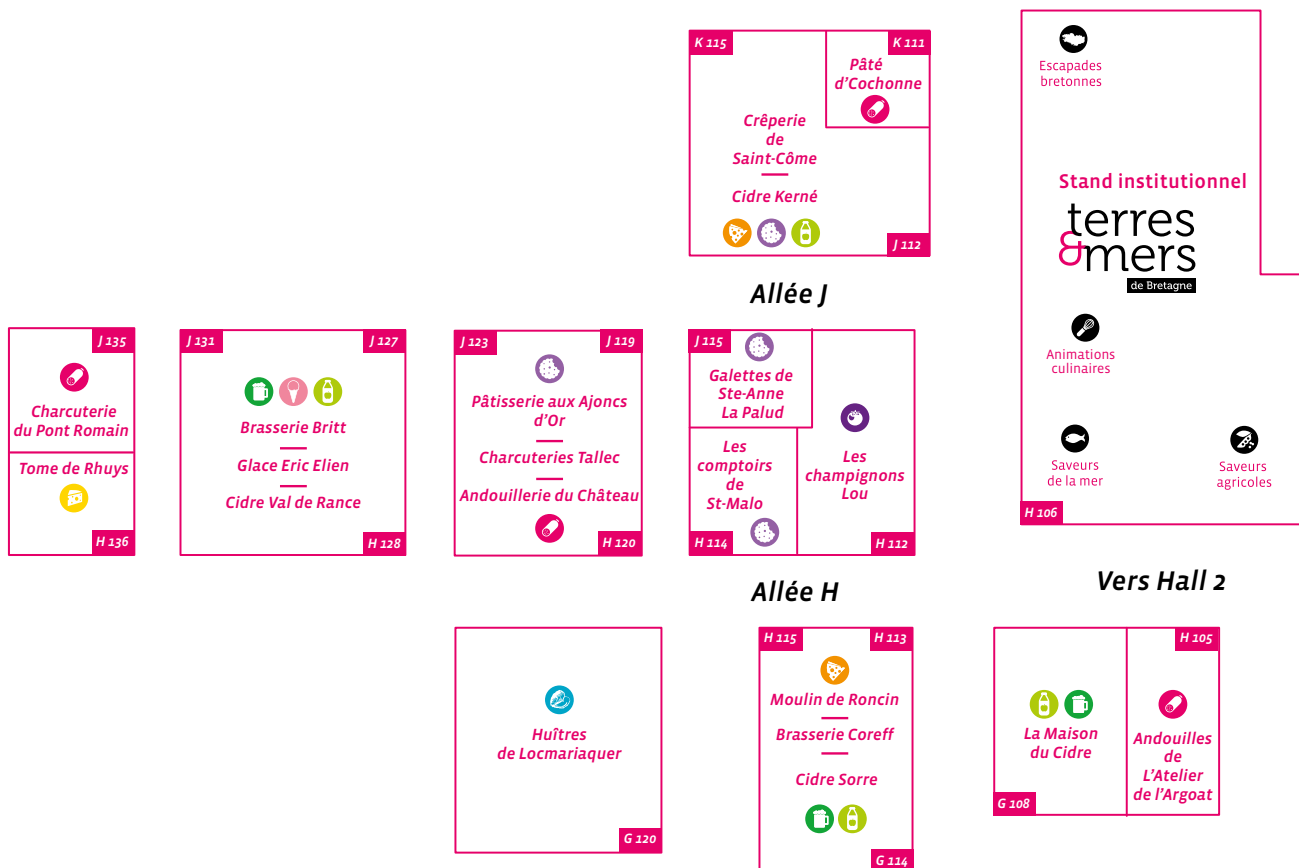 K 115
K 111
Pâté
d'Cochonne
Crêperie
de
Saint-Côme
Cidre Kerné
J 112
Escapades
bretonnes
Stand institutionnel
terres
&mers
de Bretagne
Animations
culinaires
Saveurs
de la mer
Saveurs
agricoles
H 106
Allée J
J 135
Charcuterie
du Pont Romain
Tome de Rhuys
H 136
J 131
J 127
Brasserie Britt
Glace Eric Elien
Cidre Val de Rance
H 128
J 123
J 119
Pâtisserie aux Ajoncs
d'Or
Charcuteries Tallec
Andouillerie du Château
H 120
J 115
Galettes de
Ste-Anne
La Palud
Les
comptoirs
de
St-Malo
H 114
Les
champignons
Lou
H 112
Allée H
Vers Hall 2
Huîtres
de Locmariaquer
G 120
H 115
H 113
Moulin de Roncin
Brasserie Coreff
Cidre Sorre
G 114
La Maison
du Cidre
G 108
H 105
Andouilles
de
L'Atelier
de l'Argoat